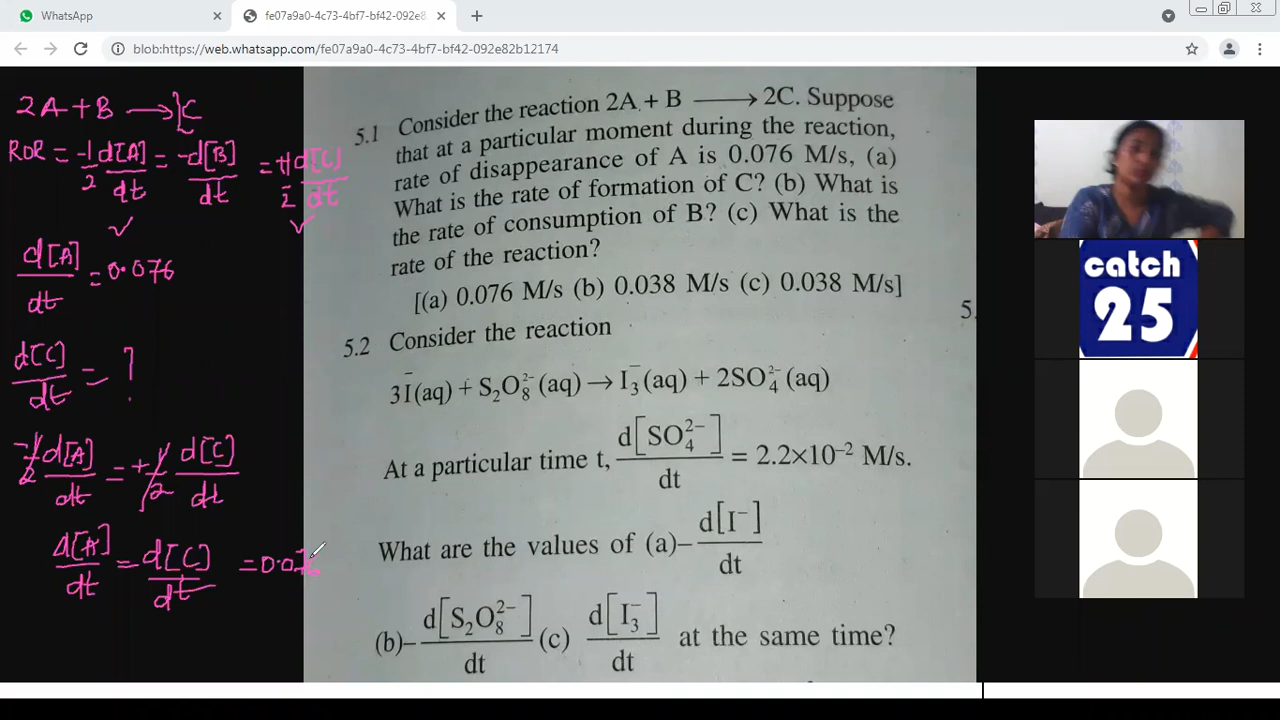 WhatsApp
fe07a9a0-4c73-4bf7-bf42-092e8
blob:https://web.whatsapp.com/fe07a9a0-4c73-4bf7-bf42-092e82b12174
2A + B ⟶ C
ROR = -1/2 d[A]/dt = -d[B]/dt = +1/2 d[C]/dt
✓ ✓
d[A]/dt = 0.076
d[C]/dt = ?
-1/2 d[A]/dt = +1/2 d[C]/dt
d[A]/dt = d[C]/dt = 0.076
5.1 Consider the reaction 2A + B ⟶ 2C. Suppose
that at a particular moment during the reaction,
rate of disappearance of A is 0.076 M/s, (a)
What is the rate of formation of C? (b) What is
the rate of consumption of B? (c) What is the
rate of the reaction?
[(a) 0.076 M/s (b) 0.038 M/s (c) 0.038 M/s]
5.
5.2 Consider the reaction
3I⁻(aq) + S₂O₈²⁻(aq) → I₃⁻(aq) + 2SO₄²⁻(aq)
At a particular time t, d[SO₄²⁻]/dt = 2.2×10⁻² M/s.
What are the values of (a)– d[I⁻]/dt
(b)– d[S₂O₈²⁻]/dt (c) d[I₃⁻]/dt at the same time?
catch
25